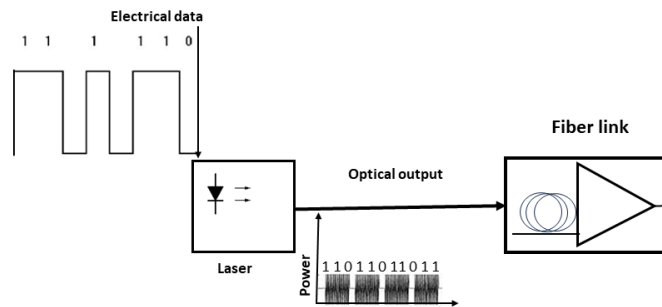 Electrical data
1 1 1 1 1 0
Fiber link
Optical output
Laser
Power
1 1 0 1 1 0 1 1 0 1 1